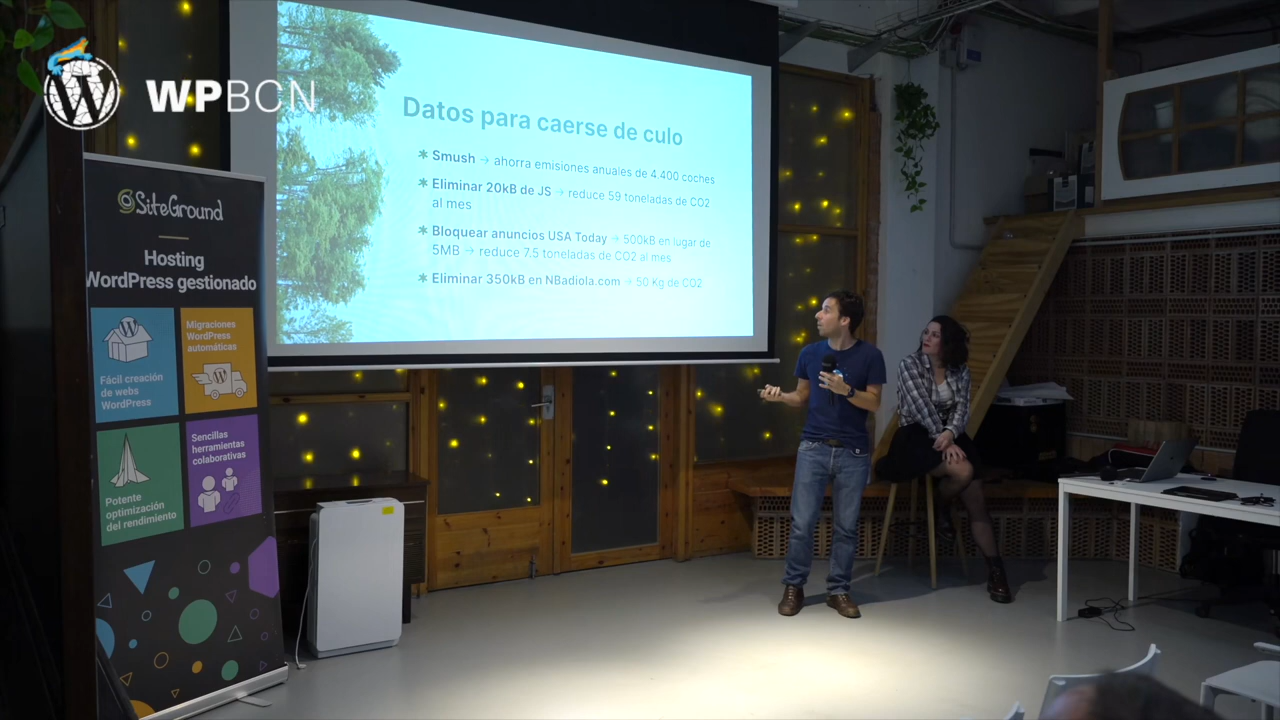 WPBCN
Datos para caerse de culo
* Smush → ahorra emisiones anuales de 4.400 coches
* Eliminar 20kB de JS → reduce 59 toneladas de CO2
al mes
* Bloquear anuncios USA Today → 500kB en lugar de
5MB → reduce 7.5 toneladas de CO2 al mes
* Eliminar 350kB en NBadiola.com → 50 Kg de CO2
SiteGround
Hosting
WordPress gestionado
Fácil creación
de webs
WordPress
Migraciones
WordPress
automáticas
Potente
optimización
del rendimiento
Sencillas
herramientas
colaborativas